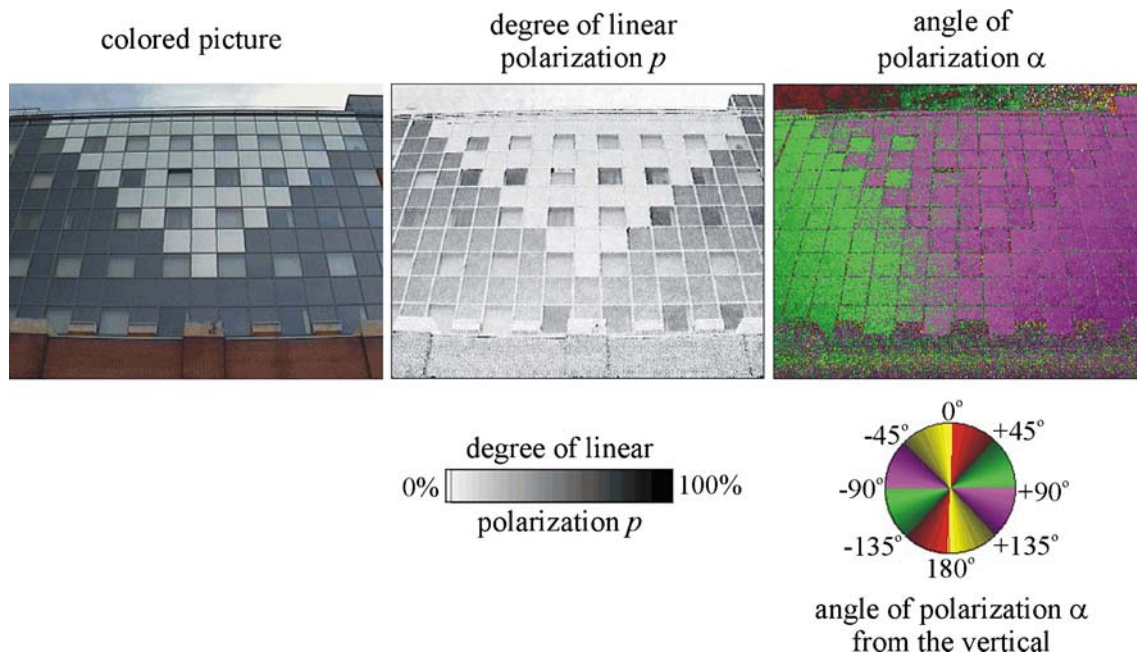 colored picture
degree of linear
polarization p
angle of
polarization α
degree of linear
0% 100%
polarization p
0°
-45° +45°
-90° +90°
-135° +135°
180°
angle of polarization α
from the vertical